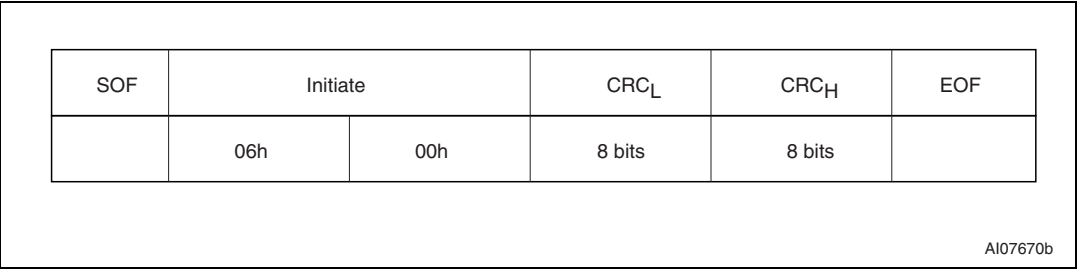 SOF Initiate CRCL CRCH EOF
06h 00h 8 bits 8 bits
AI07670b